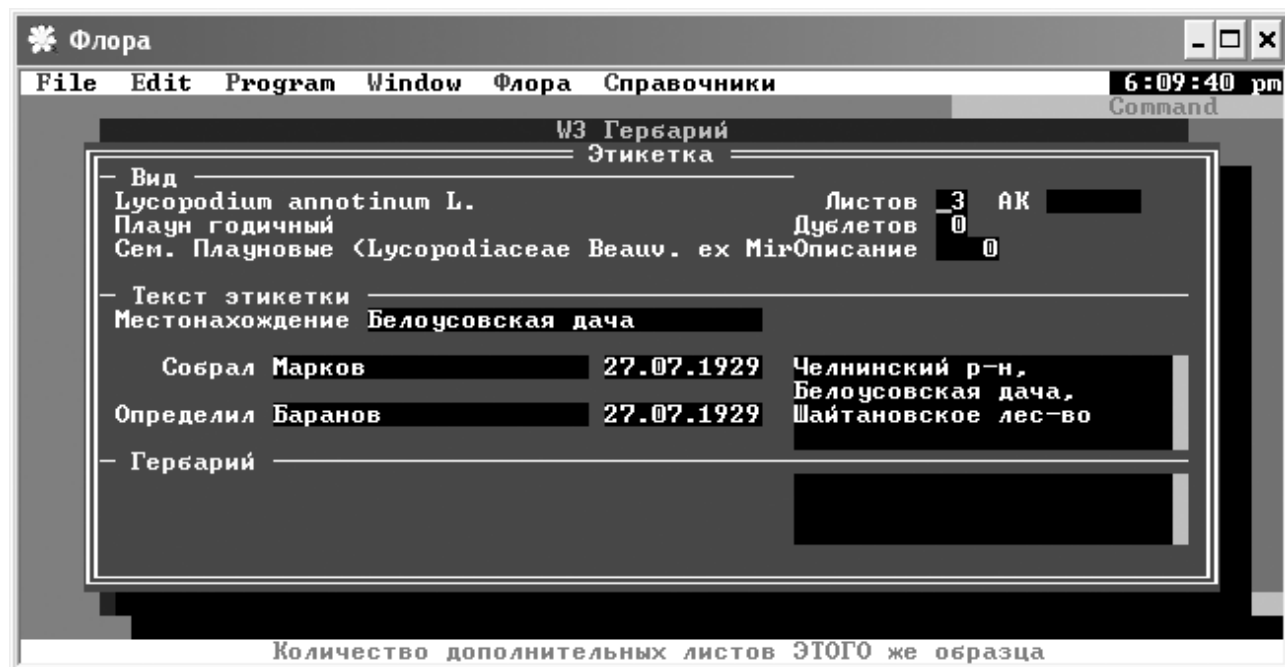 Флора
File Edit Program Window Флора Справочники 6:09:40 pm
Command
W3 Гербарий
Этикетка
Вид
Lycopodium annotinum L. Листов _3 АК
Плаун годичный Дублетов 0
Сем. Плауновые (Lycopodiaceae Beauv. ex MirОписание 0
Текст этикетки
Местонахождение Белоусовская дача
Собрал Марков 27.07.1929 Челнинский р-н,
Белоусовская дача,
Определил Баранов 27.07.1929 Шайтановское лес-во
Гербарий
Количество дополнительных листов ЭТОГО же образца